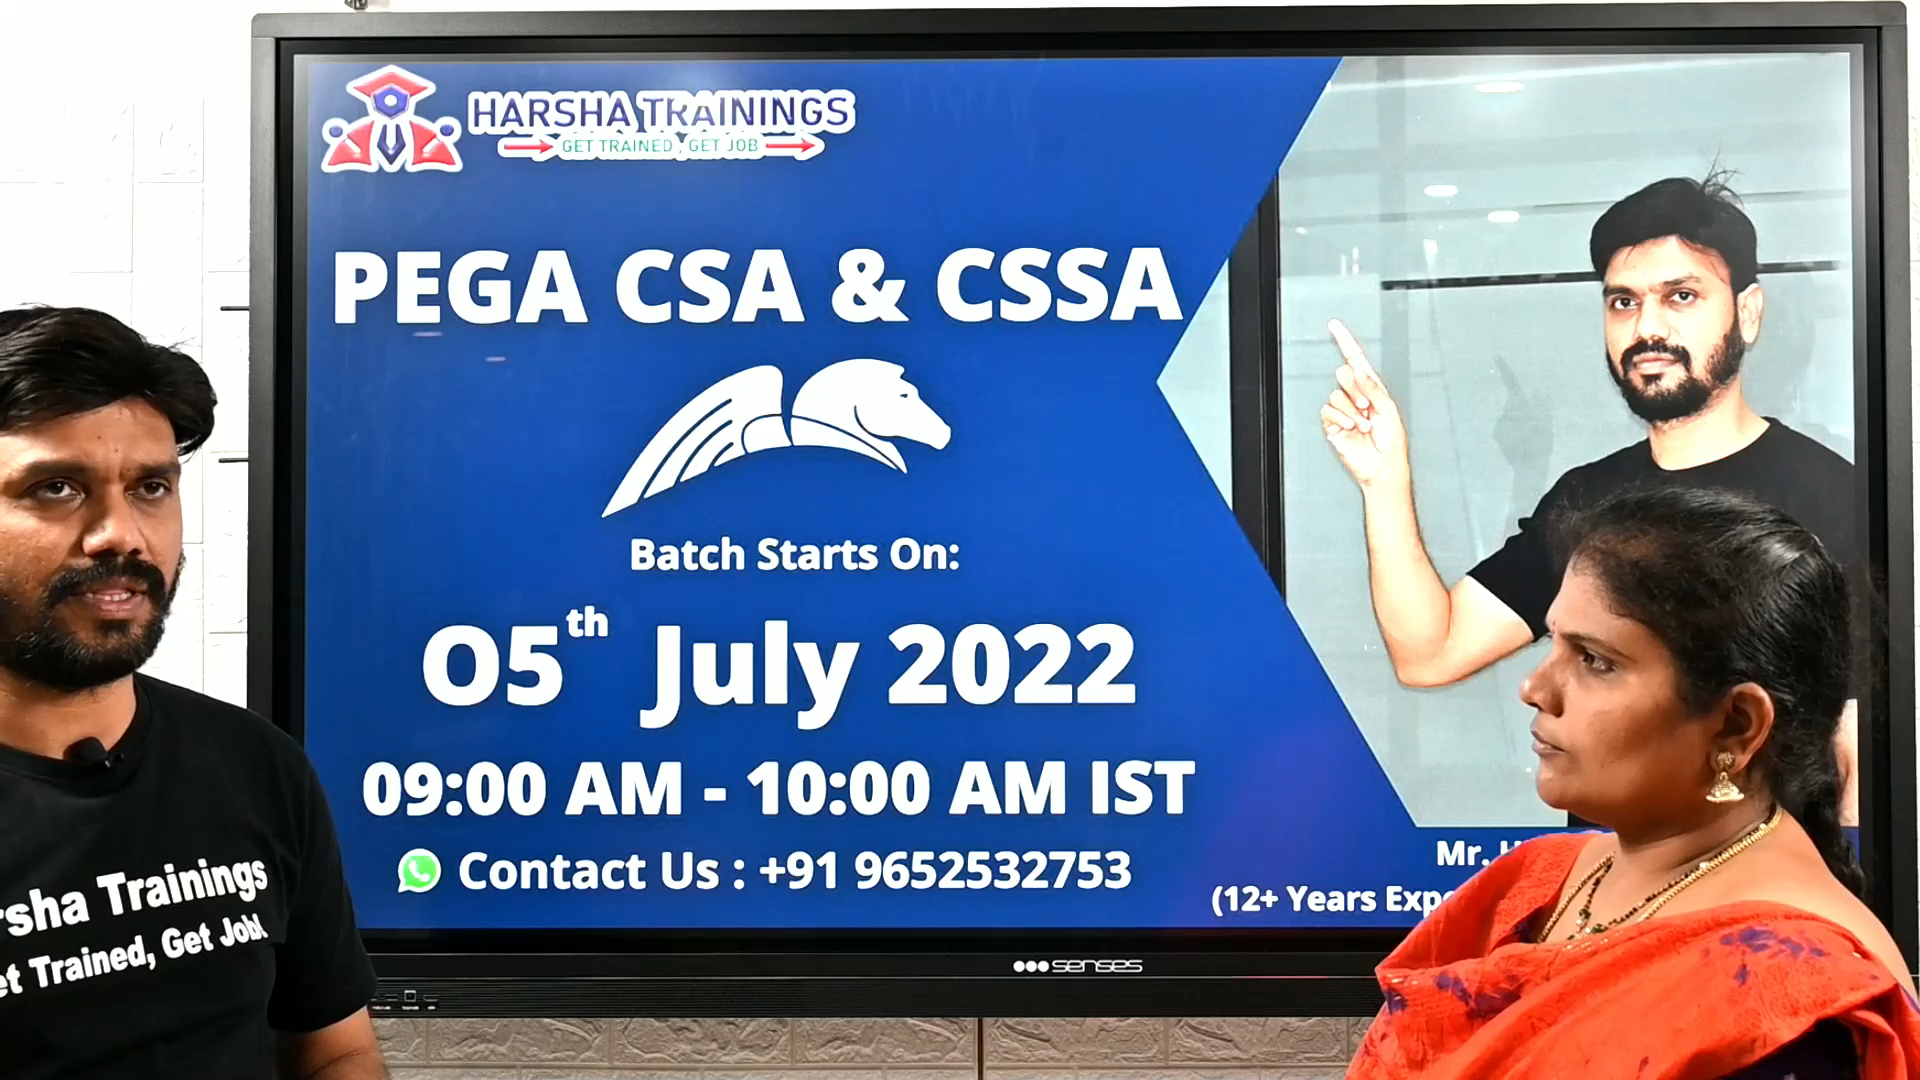 HARSHA TRAININGS
GET TRAINED, GET JOB
PEGA CSA & CSSA
Batch Starts On:
05th July 2022
09:00 AM - 10:00 AM IST
Contact Us : +91 9652532753
Mr.
(12+ Years
senses
Trainings
Trained, Get Job!